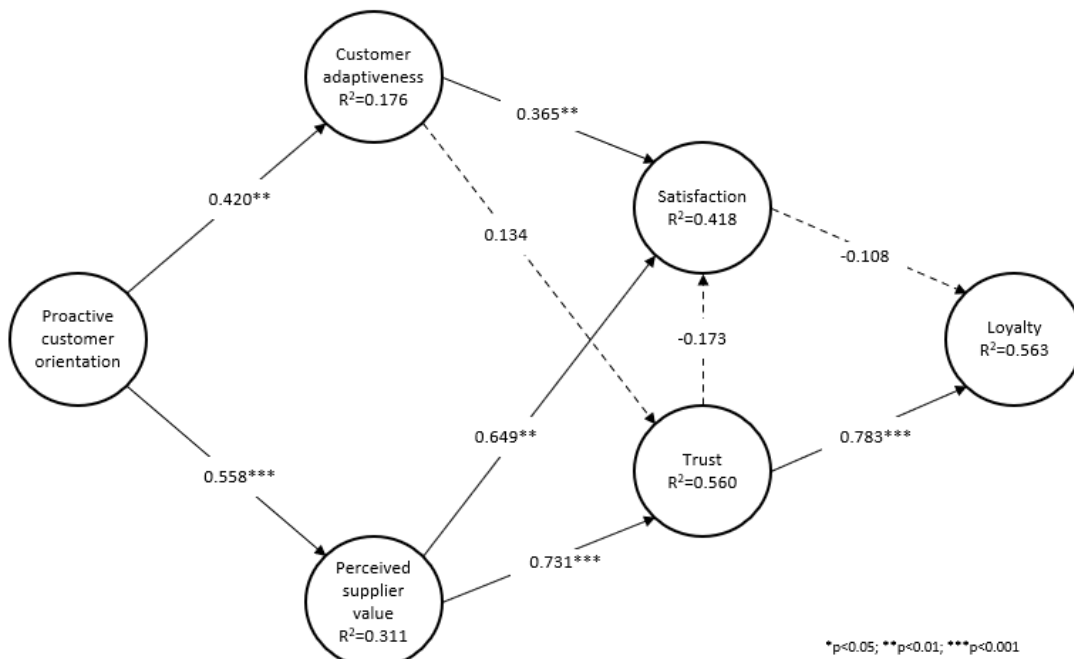 Customer
adaptiveness
R²=0.176
0.365**
Satisfaction
R²=0.418
0.420**
0.134
-0.108
Proactive
customer
orientation
Loyalty
R²=0.563
-0.173
0.649**
0.783***
Trust
R²=0.560
0.558***
0.731***
Perceived
supplier
value
R²=0.311
*p<0.05; **p<0.01; ***p<0.001